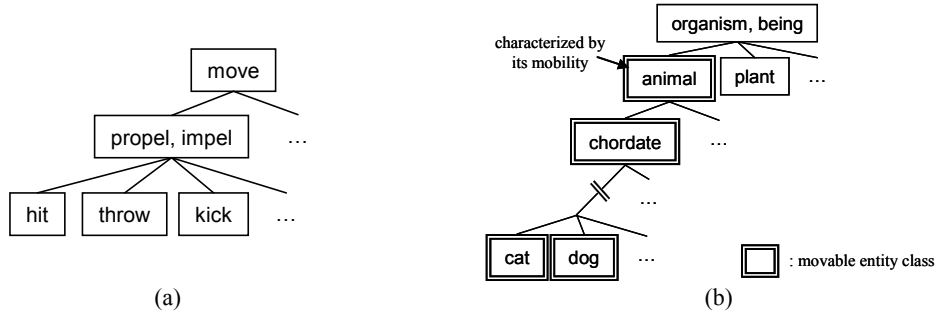 move
propel, impel
...
hit throw kick ...
(a)
organism, being
characterized by
its mobility
animal plant ...
chordate ...
...
cat dog ...
: movable entity class
(b)